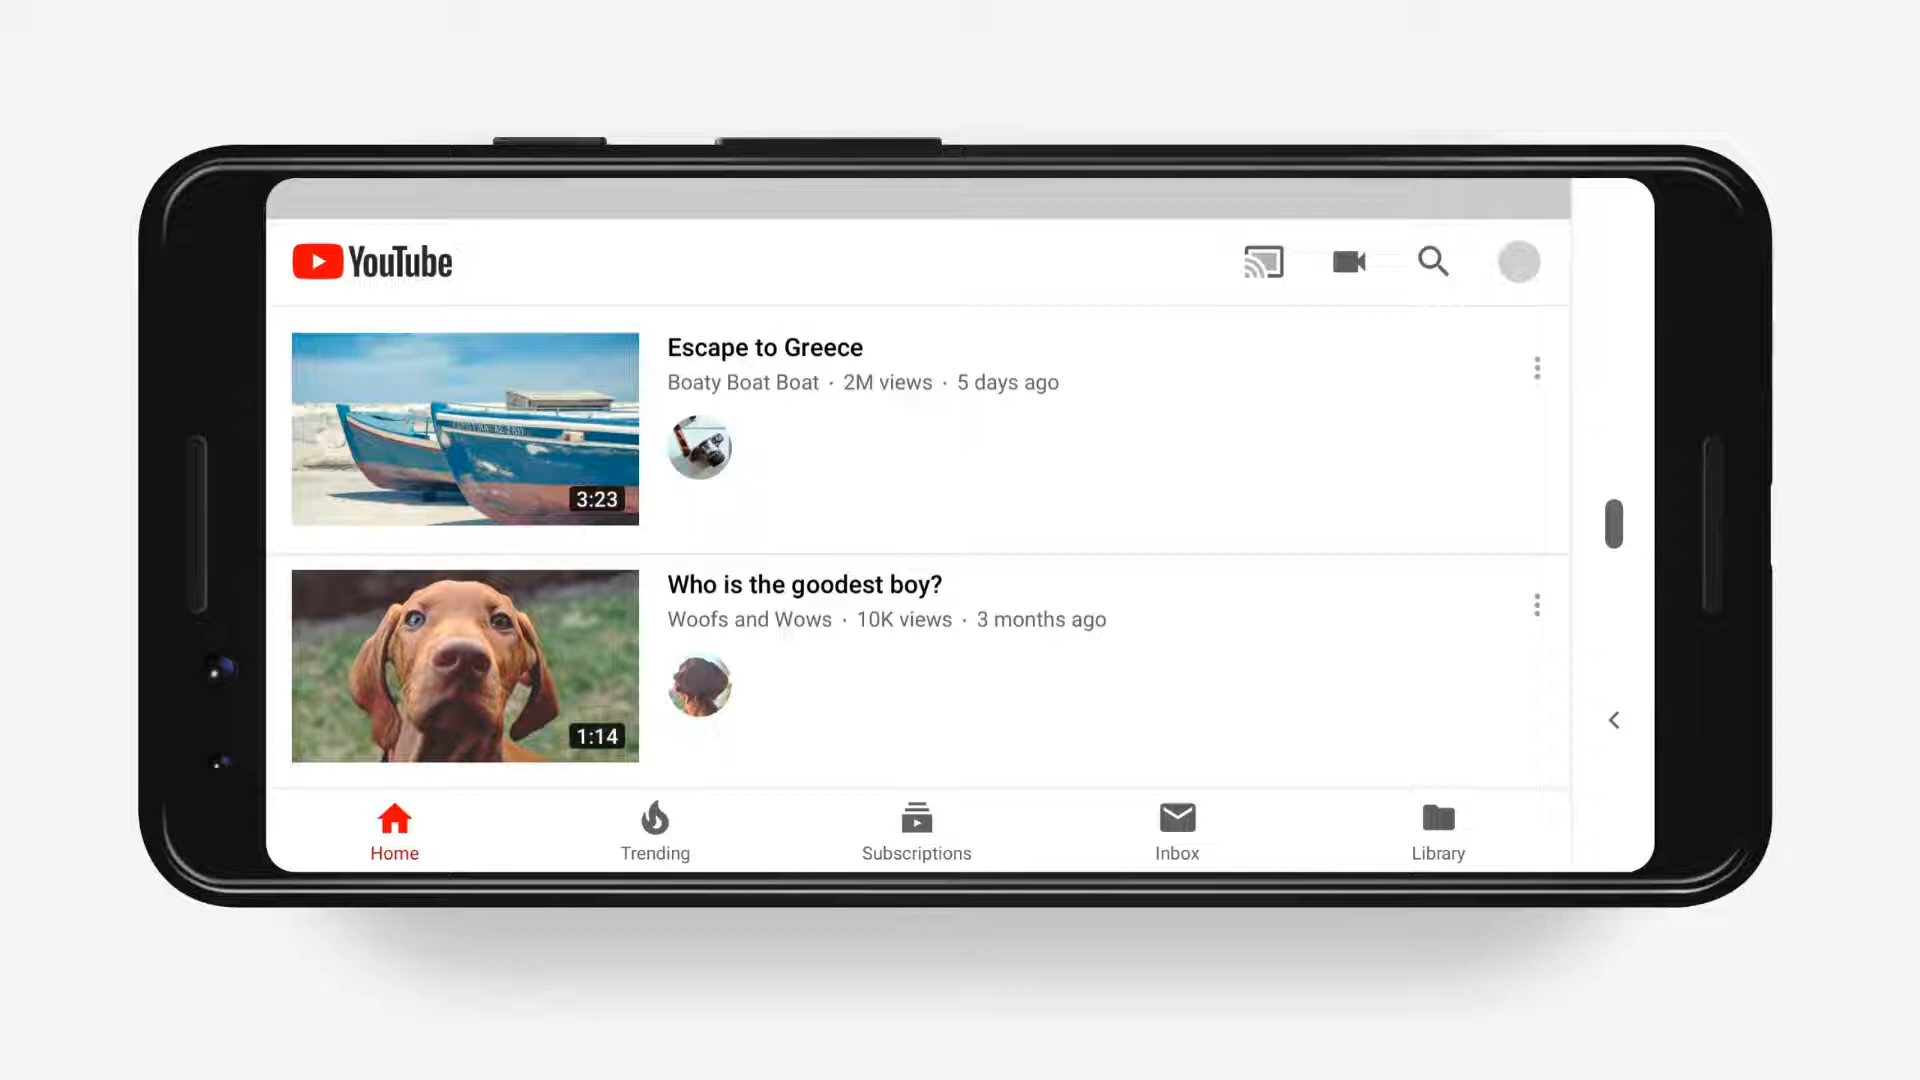 YouTube
Escape to Greece
Boaty Boat Boat · 2M views · 5 days ago
3:23
Who is the goodest boy?
Woofs and Wows · 10K views · 3 months ago
1:14
Home
Trending
Subscriptions
Inbox
Library